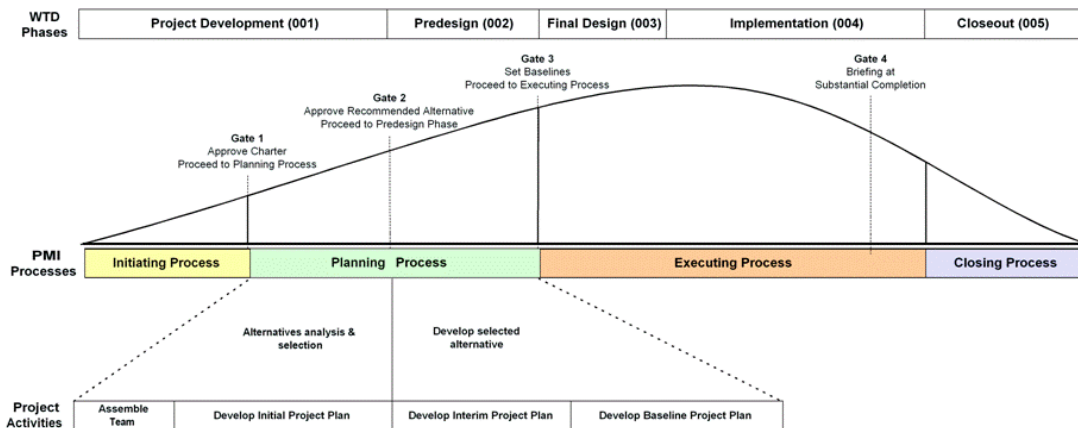 WTD
Phases
Project Development (001)
Predesign (002)
Final Design (003)
Implementation (004)
Closeout (005)
Gate 1
Approve Charter
Proceed to Planning Process
Gate 2
Approve Recommended Alternative
Proceed to Predesign Phase
Gate 3
Set Baselines
Proceed to Executing Process
Gate 4
Briefing at
Substantial Completion
PMI
Processes
Initiating Process
Planning Process
Executing Process
Closing Process
Alternatives analysis &
selection
Develop selected
alternative
Project
Activities
Assemble
Team
Develop Initial Project Plan
Develop Interim Project Plan
Develop Baseline Project Plan